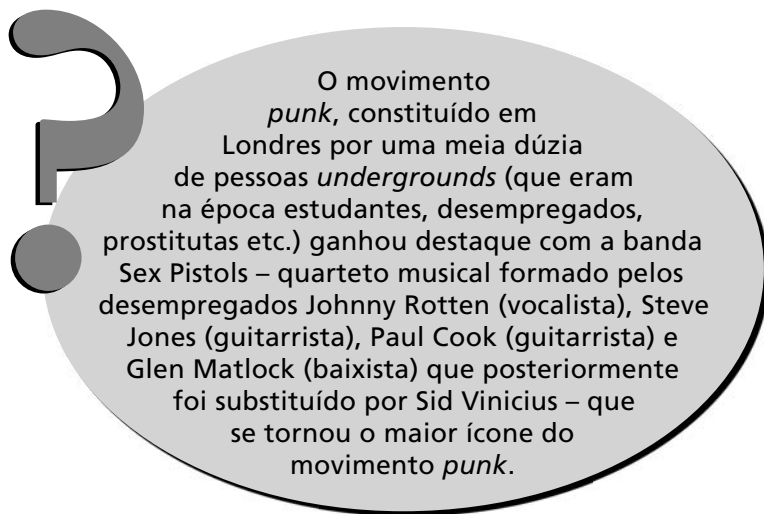 O movimento
punk, constituído em
Londres por uma meia dúzia
de pessoas undergrounds (que eram
na época estudantes, desempregados,
prostitutas etc.) ganhou destaque com a banda
Sex Pistols – quarteto musical formado pelos
desempregados Johnny Rotten (vocalista), Steve
Jones (guitarrista), Paul Cook (guitarrista) e
Glen Matlock (baixista) que posteriormente
foi substituído por Sid Vinicius – que
se tornou o maior ícone do
movimento punk.